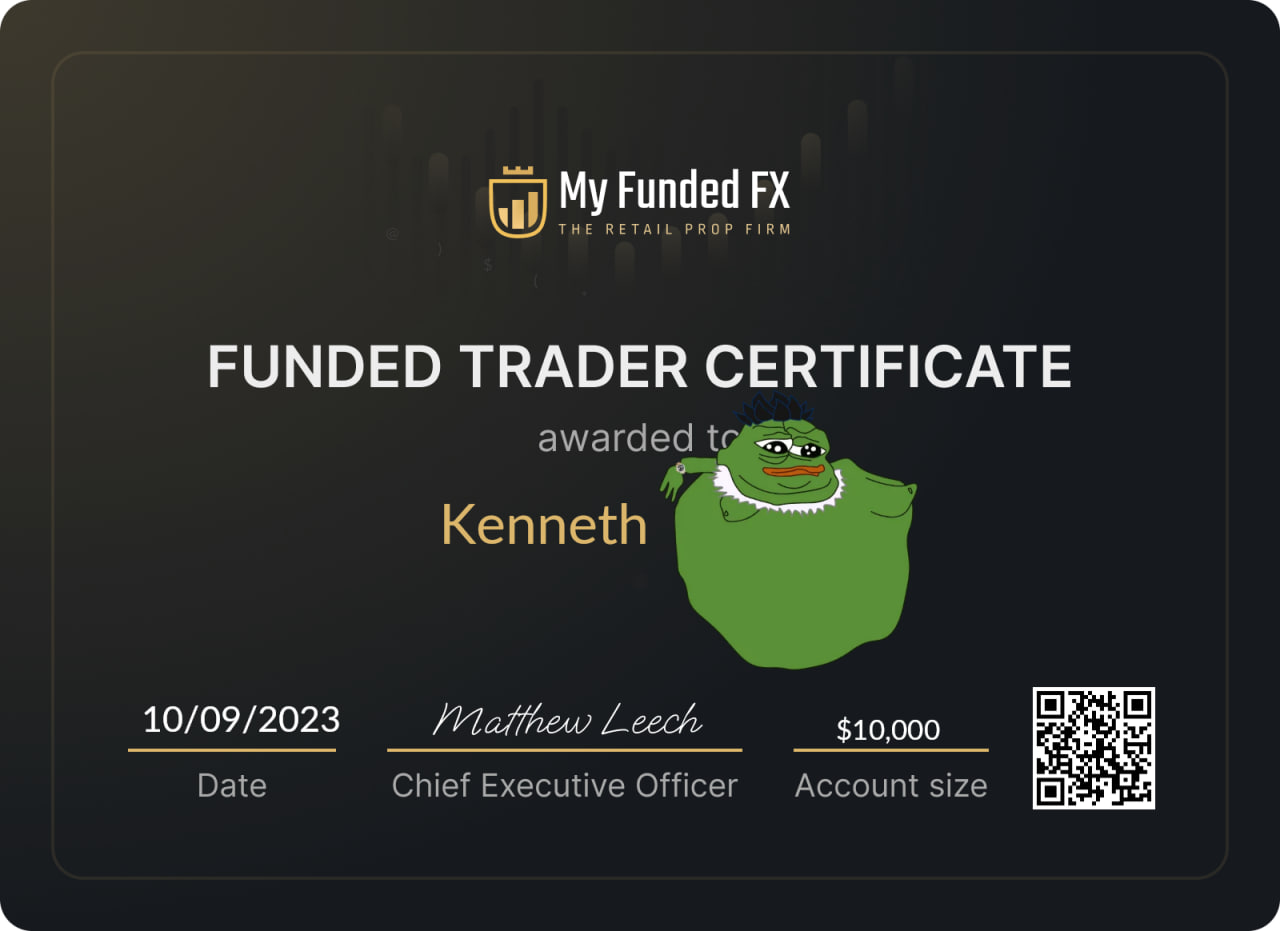 My Funded FX
THE RETAIL PROP FIRM
FUNDED TRADER CERTIFICATE
awarded to
Kenneth
10/09/2023
Matthew Leech
$10,000
Date
Chief Executive Officer
Account size